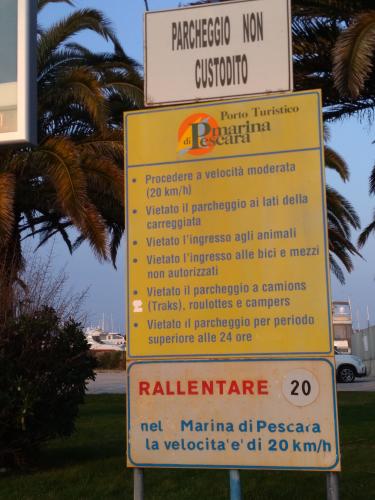 PARCHEGGIO NON
CUSTODITO
Porto Turistico
marina
di Pescara
• Procedere a velocità moderata
(20 km/h)
• Vietato il parcheggio ai lati della
carreggiata
• Vietato l'ingresso agli animali
• Vietato l'ingresso alle bici e mezzi
non autorizzati
• Vietato il parcheggio a camions
(Traks), roulottes e campers
• Vietato il parcheggio per periodo
superiore alle 24 ore
RALLENTARE 20
nel Marina di Pescara
la velocita'e' di 20 km/h